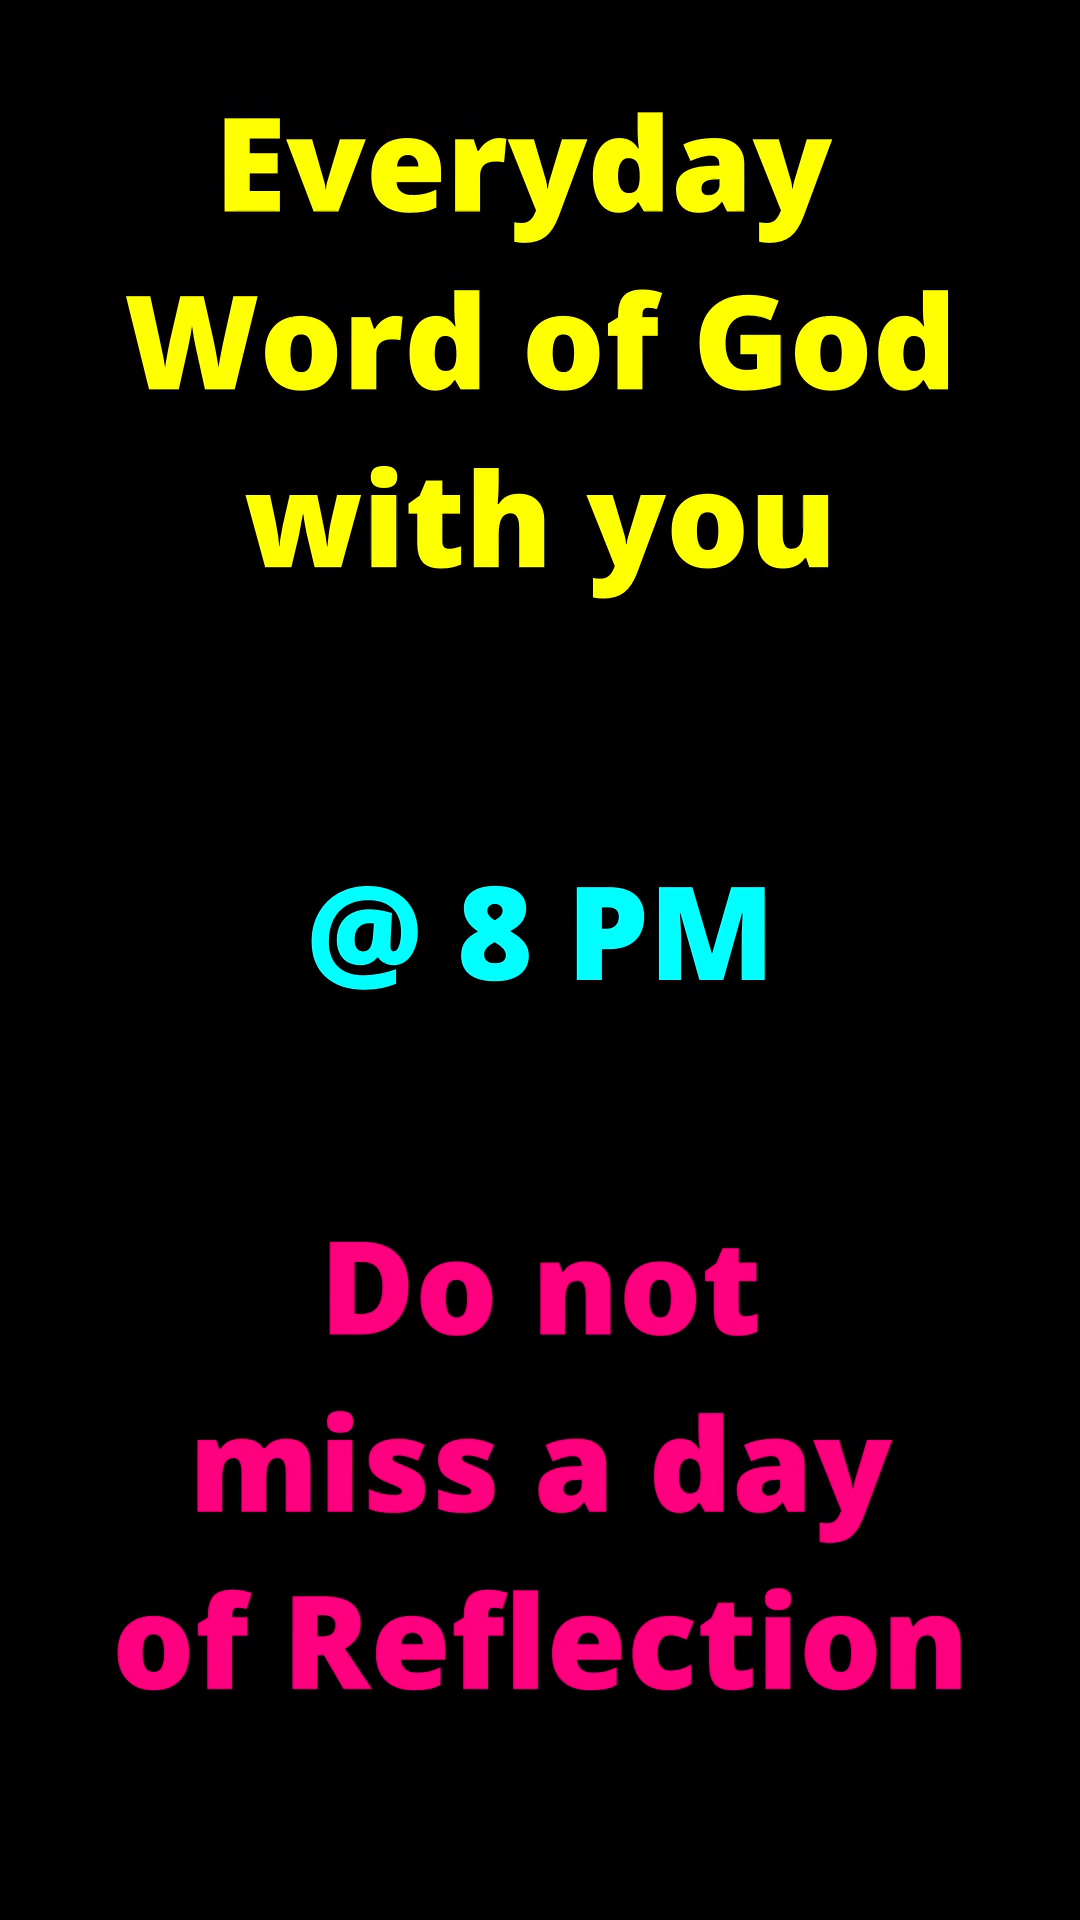 Everyday
Word of God
with you
@ 8 PM
Do not
miss a day
of Reflection